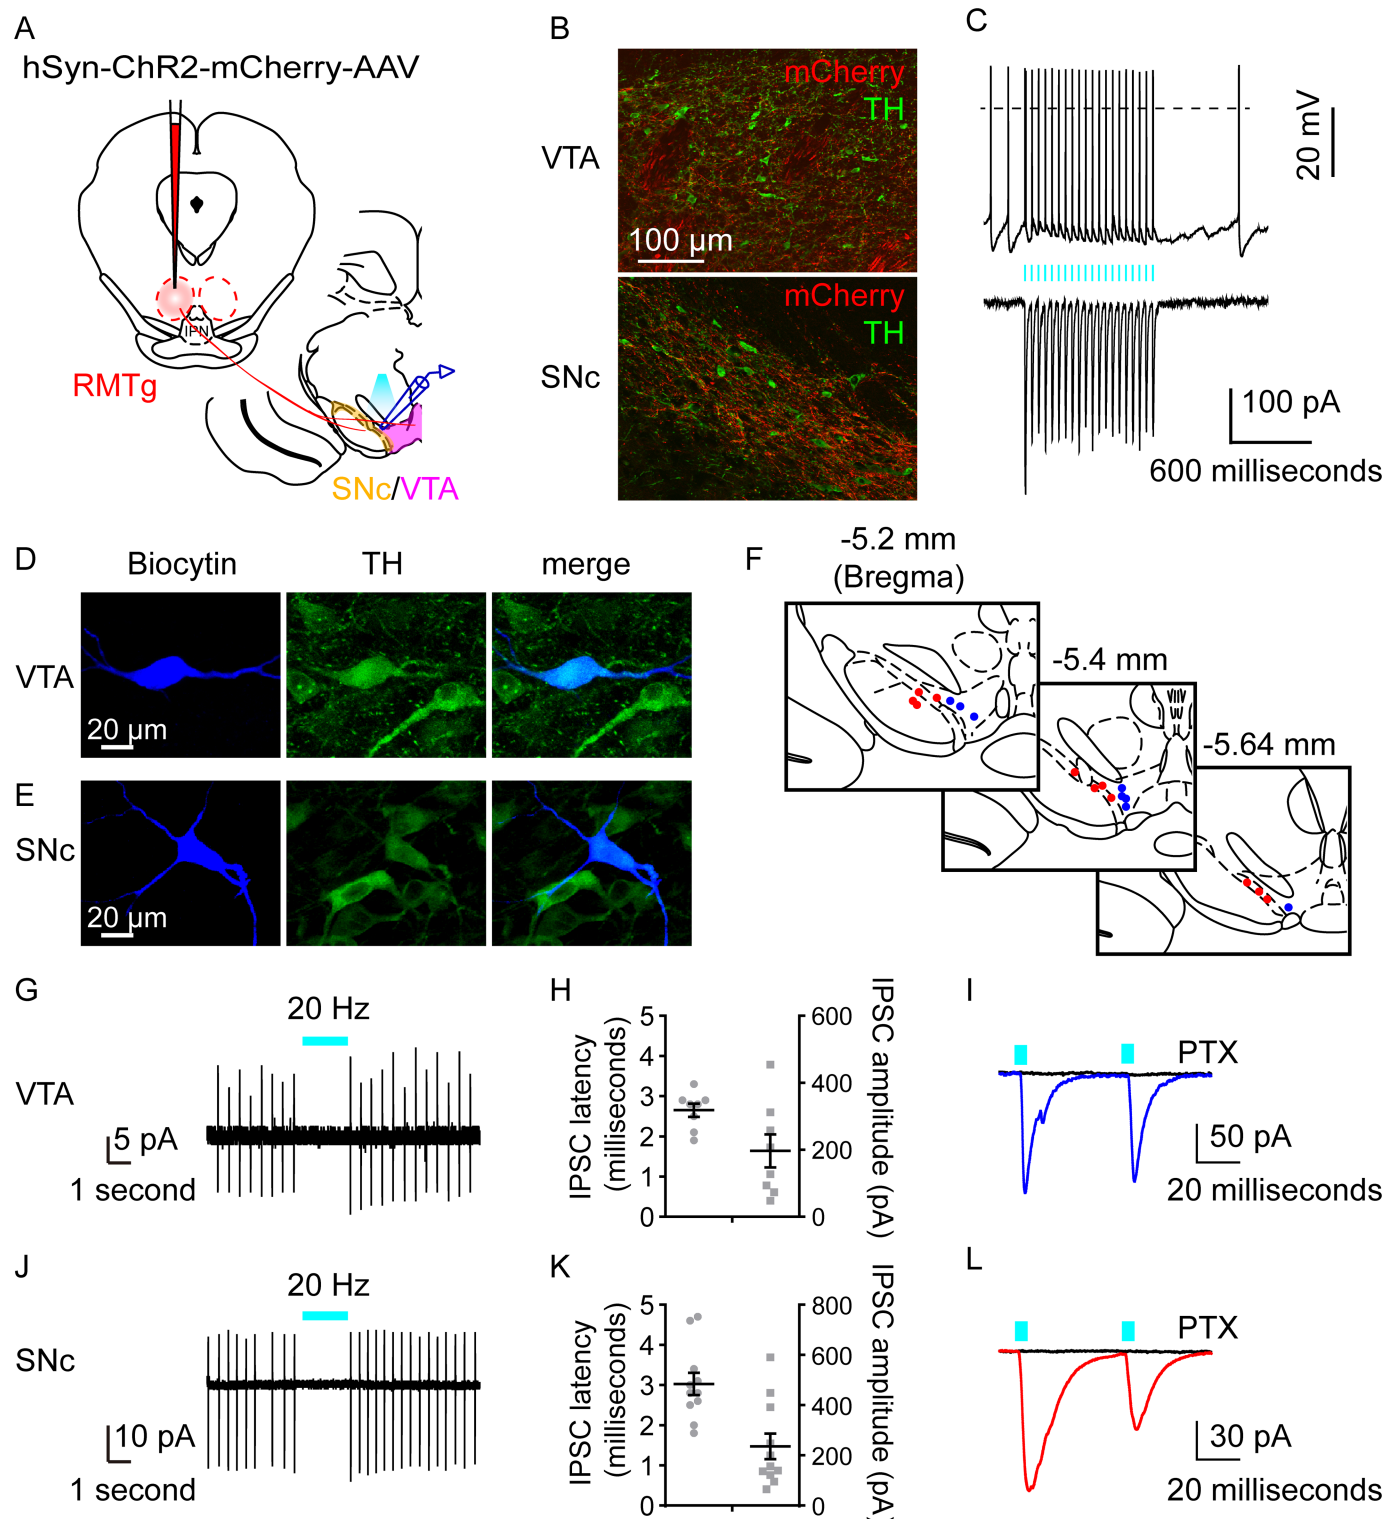 A
hSyn-ChR2-mCherry-AAV
IPN
RMTg
SNc/VTA
B
VTA
mCherry
TH
100 µm
SNc
mCherry
TH
C
20 mV
100 pA
600 milliseconds
D
Biocytin
TH
merge
VTA
20 µm
E
SNc
20 µm
F
-5.2 mm
(Bregma)
-5.4 mm
-5.64 mm
G
20 Hz
VTA
5 pA
1 second
H
IPSC latency
(milliseconds)
5
4
3
2
1
0
600
400
200
0
IPSC amplitude (pA)
I
PTX
50 pA
20 milliseconds
J
20 Hz
SNc
10 pA
1 second
K
IPSC latency
(milliseconds)
5
4
3
2
1
0
800
600
400
200
0
IPSC amplitude (pA)
L
PTX
30 pA
20 milliseconds